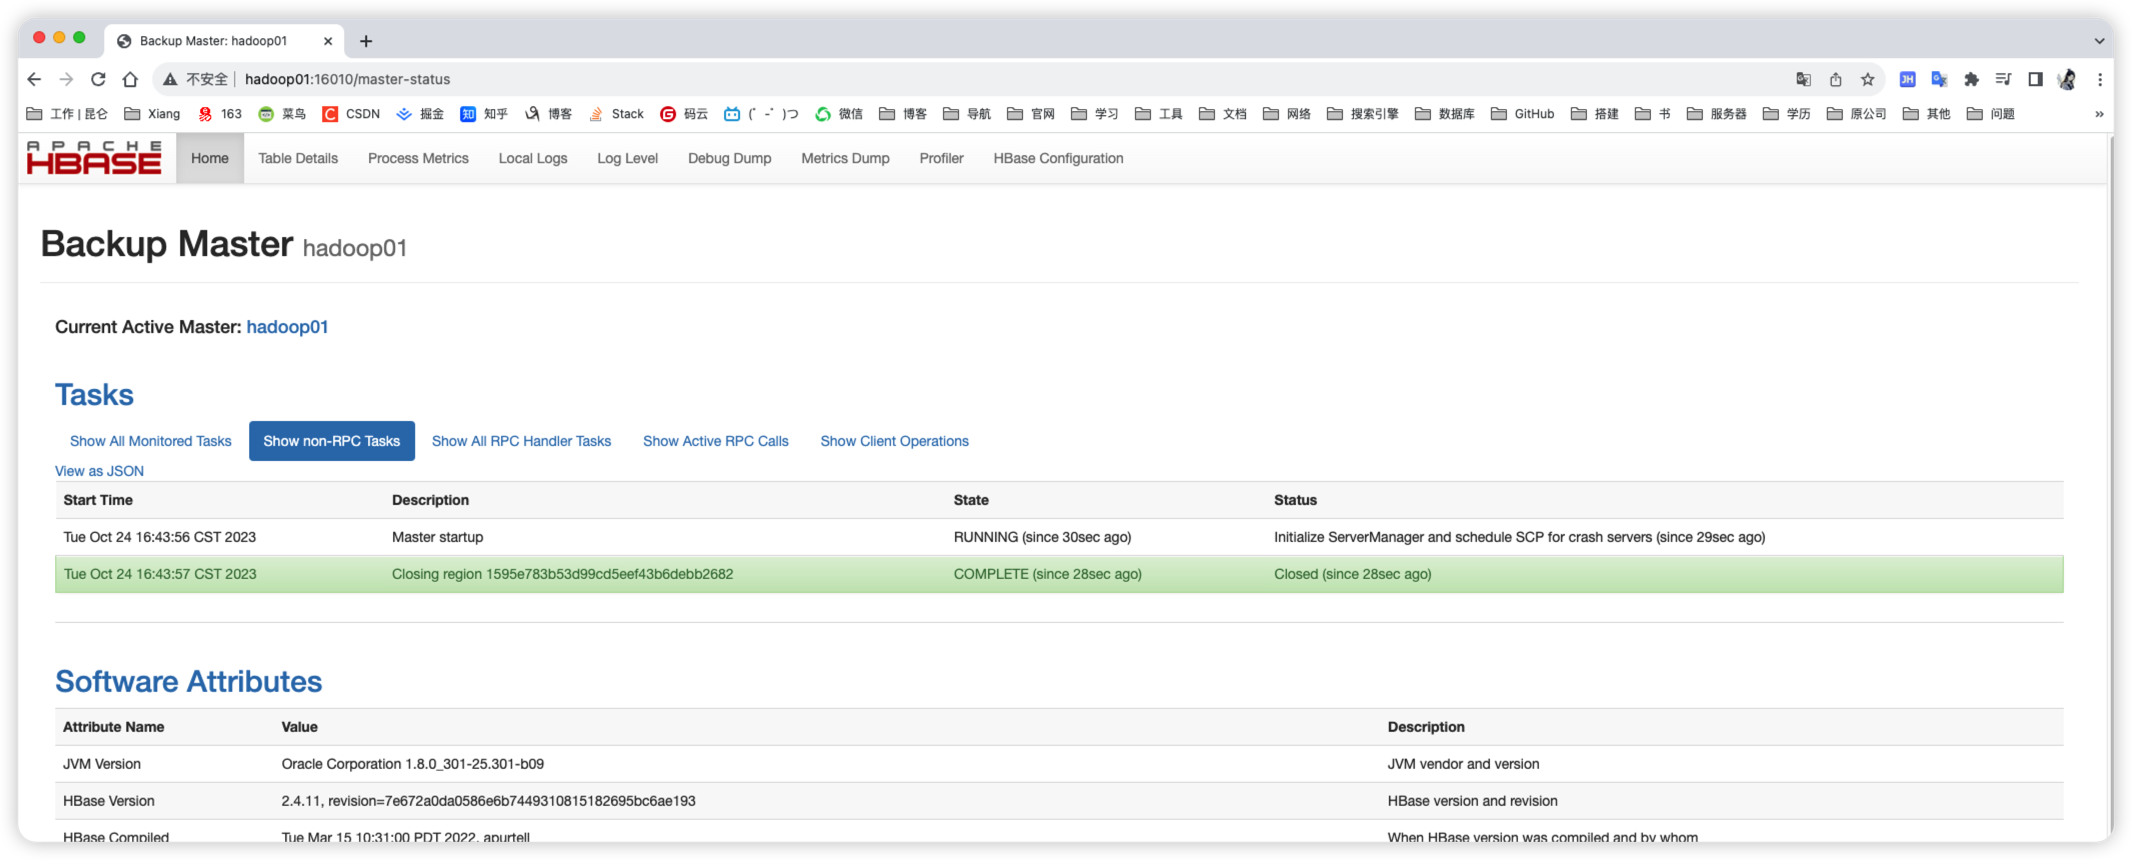 Backup Master: hadoop01
不安全 hadoop01:16010/master-status
工作 | 昆仑 Xiang 163 菜鸟 CSDN 掘金 知乎 博客 Stack 码云 (゜-゜)つ 微信 博客 导航 官网 学习 工具 文档 网络 搜索引擎 数据库 GitHub 搭建 书 服务器 学历 原公司 其他 问题 »
APACHE HBASE Home Table Details Process Metrics Local Logs Log Level Debug Dump Metrics Dump Profiler HBase Configuration
Backup Master hadoop01
Current Active Master: hadoop01
Tasks
Show All Monitored Tasks Show non-RPC Tasks Show All RPC Handler Tasks Show Active RPC Calls Show Client Operations
View as JSON
Start Time Description State Status
Tue Oct 24 16:43:56 CST 2023 Master startup RUNNING (since 30sec ago) Initialize ServerManager and schedule SCP for crash servers (since 29sec ago)
Tue Oct 24 16:43:57 CST 2023 Closing region 1595e783b53d99cd5eef43b6debb2682 COMPLETE (since 28sec ago) Closed (since 28sec ago)
Software Attributes
Attribute Name Value Description
JVM Version Oracle Corporation 1.8.0_301-25.301-b09 JVM vendor and version
HBase Version 2.4.11, revision=7e672a0da0586e6b7449310815182695bc6ae193 HBase version and revision
HBase Compiled Tue Mar 15 10:31:00 PDT 2022, apurtell When HBase version was compiled and by whom